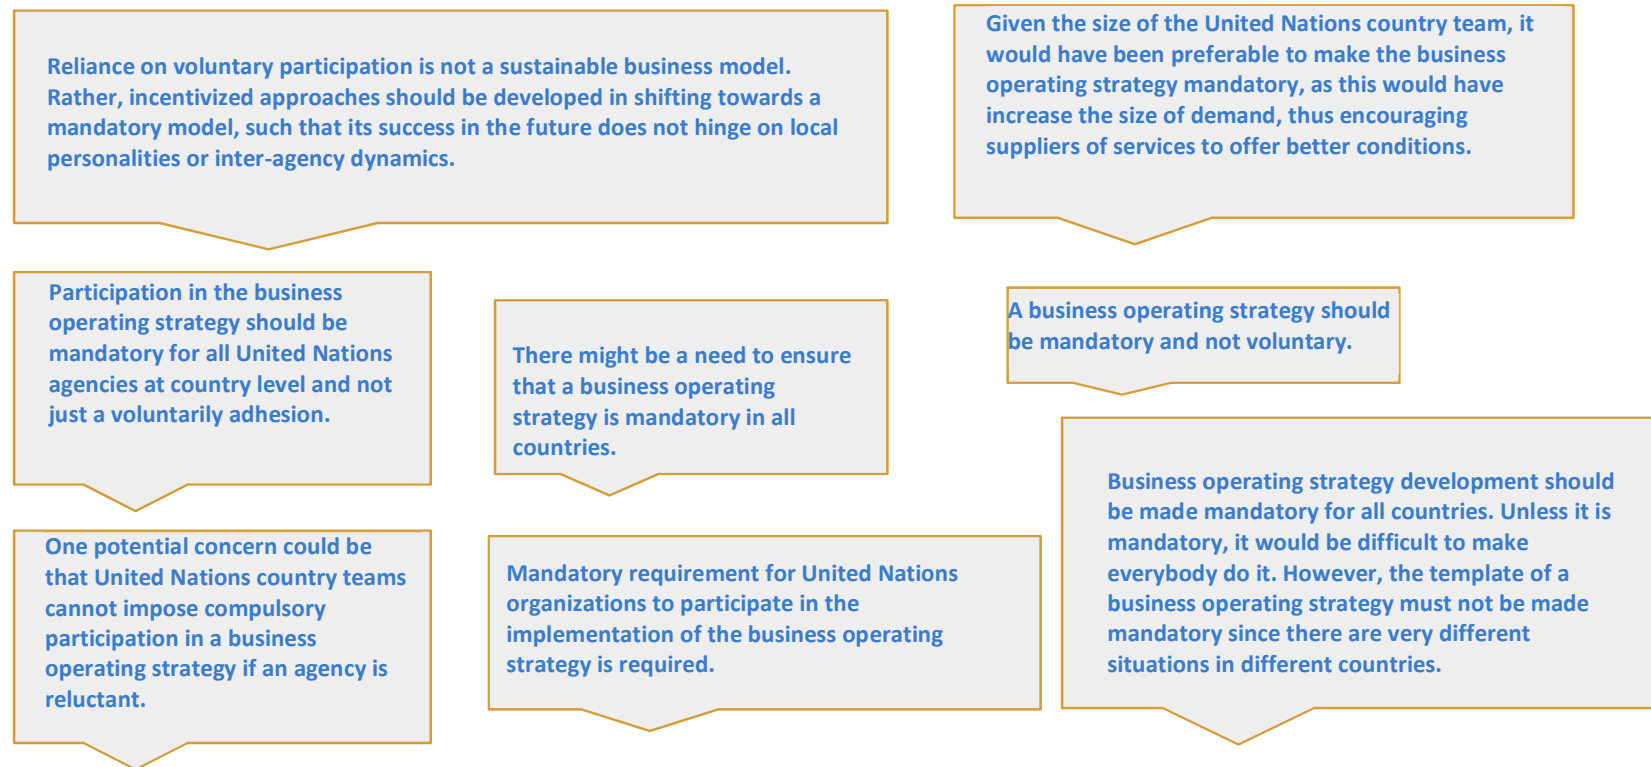 Reliance on voluntary participation is not a sustainable business model.
Rather, incentivized approaches should be developed in shifting towards a
mandatory model, such that its success in the future does not hinge on local
personalities or inter-agency dynamics.
Given the size of the United Nations country team, it
would have been preferable to make the business
operating strategy mandatory, as this would have
increase the size of demand, thus encouraging
suppliers of services to offer better conditions.
Participation in the business
operating strategy should be
mandatory for all United Nations
agencies at country level and not
just a voluntarily adhesion.
There might be a need to ensure
that a business operating
strategy is mandatory in all
countries.
A business operating strategy should
be mandatory and not voluntary.
One potential concern could be
that United Nations country teams
cannot impose compulsory
participation in a business
operating strategy if an agency is
reluctant.
Mandatory requirement for United Nations
organizations to participate in the
implementation of the business operating
strategy is required.
Business operating strategy development should
be made mandatory for all countries. Unless it is
mandatory, it would be difficult to make
everybody do it. However, the template of a
business operating strategy must not be made
mandatory since there are very different
situations in different countries.